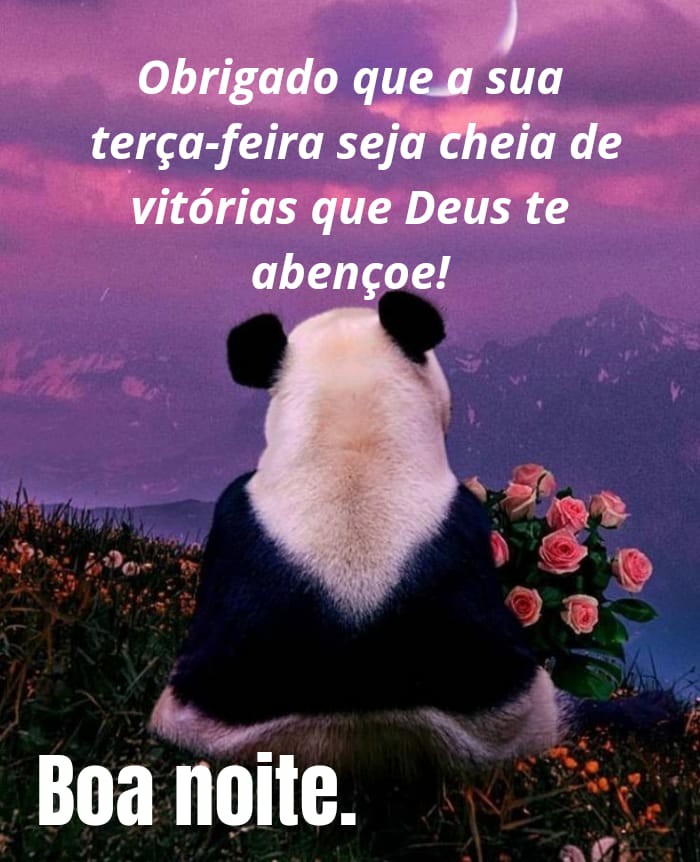 Obrigado que a sua
terça-feira seja cheia de
vitórias que Deus te
abençoe!
Boa noite.